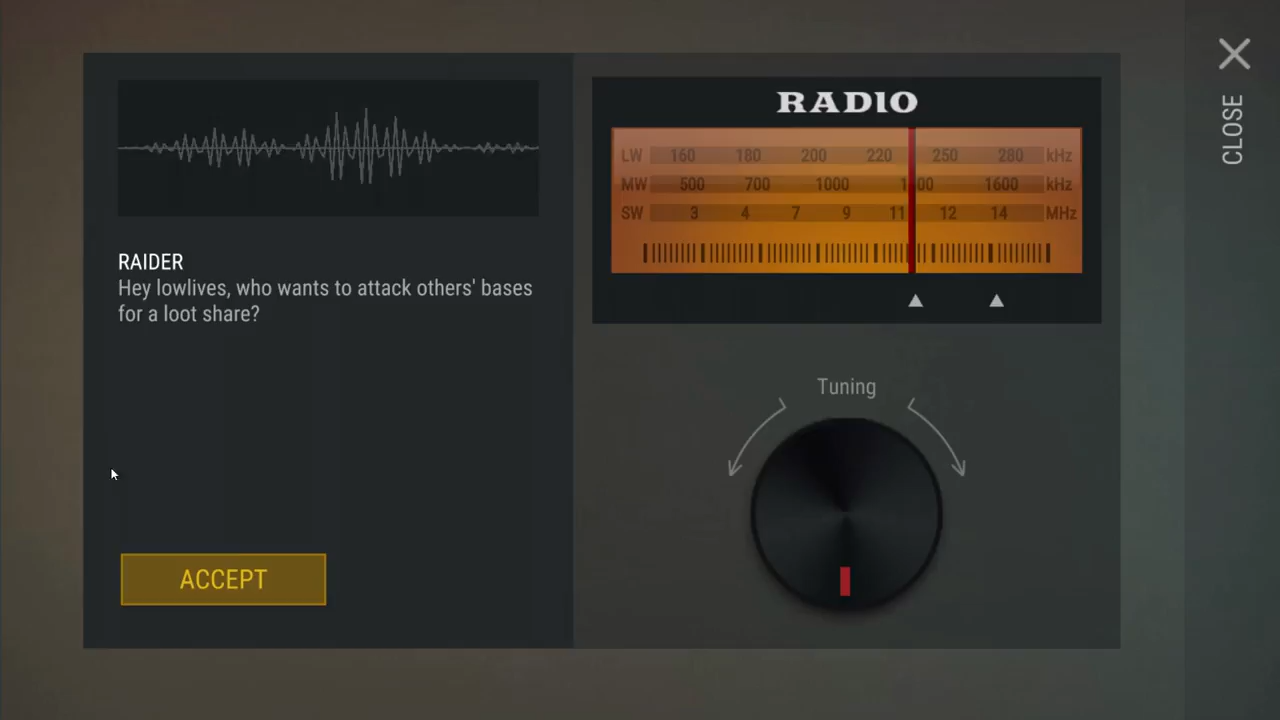 RADIO
LW 160 180 200 220 250 280 kHz
MW 500 700 1000 1600 kHz
SW 3 4 7 9 11 12 14 MHz
RAIDER
Hey lowlives, who wants to attack others' bases
for a loot share?
Tuning
ACCEPT
CLOSE